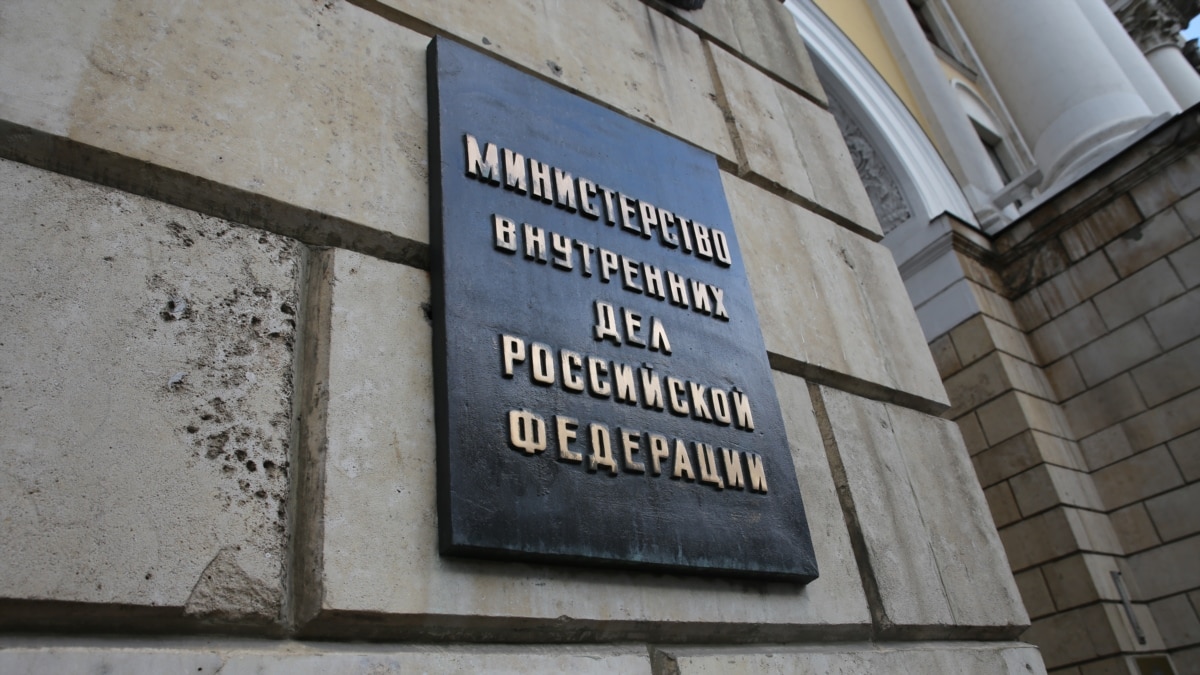 МИНИСТЕРСТВО
ВНУТРЕННИХ
ДЕЛ
РОССИЙСКОЙ
ФЕДЕРАЦИИ